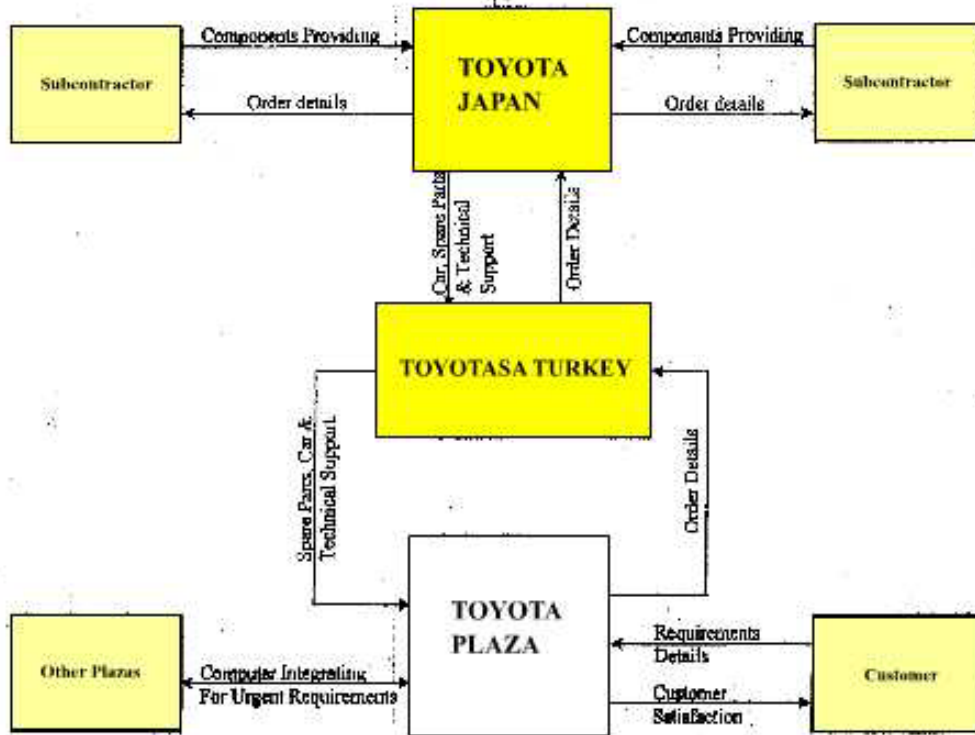 Components Providing
Components Providing
Subcontractor
TOYOTA
JAPAN
Subcontractor
Order details
Order details
Car, Spare Parts
& Technical
Support
Order Details
TOYOTASA TURKEY
Spare Parts, Car &
Technical Support
Order Details
TOYOTA
PLAZA
Other Plazas
Computer Integrating
For Urgent Requirements
Requirements
Details
Customer
Satisfaction
Customer